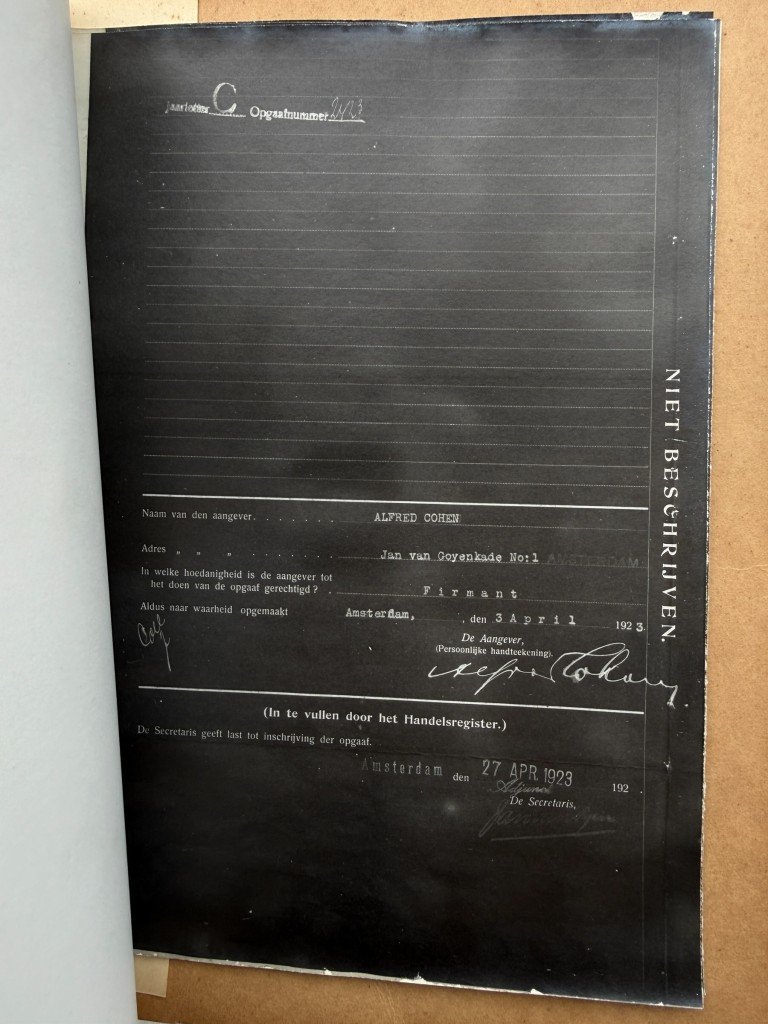 Jaarletter C Opgaafnummer 2423
NIET BESCHRIJVEN.
Naam van den aangever . . . . . . . ALFRED COHEN
Adres „ „ „ . . . . . . . Jan van Goyenkade No:1 AMSTERDAM
In welke hoedanigheid is de aangever tot
het doen van de opgaaf gerechtigd ? . Firmant
Aldus naar waarheid opgemaakt Amsterdam, , den 3 April 1923.
De Aangever,
(Persoonlijke handteekening).
Alfred Cohen
(In te vullen door het Handelsregister.)
De Secretaris geeft last tot inschrijving der opgaaf.
Amsterdam den 27 APR. 1923 192 .
Adjunct
De Secretaris,